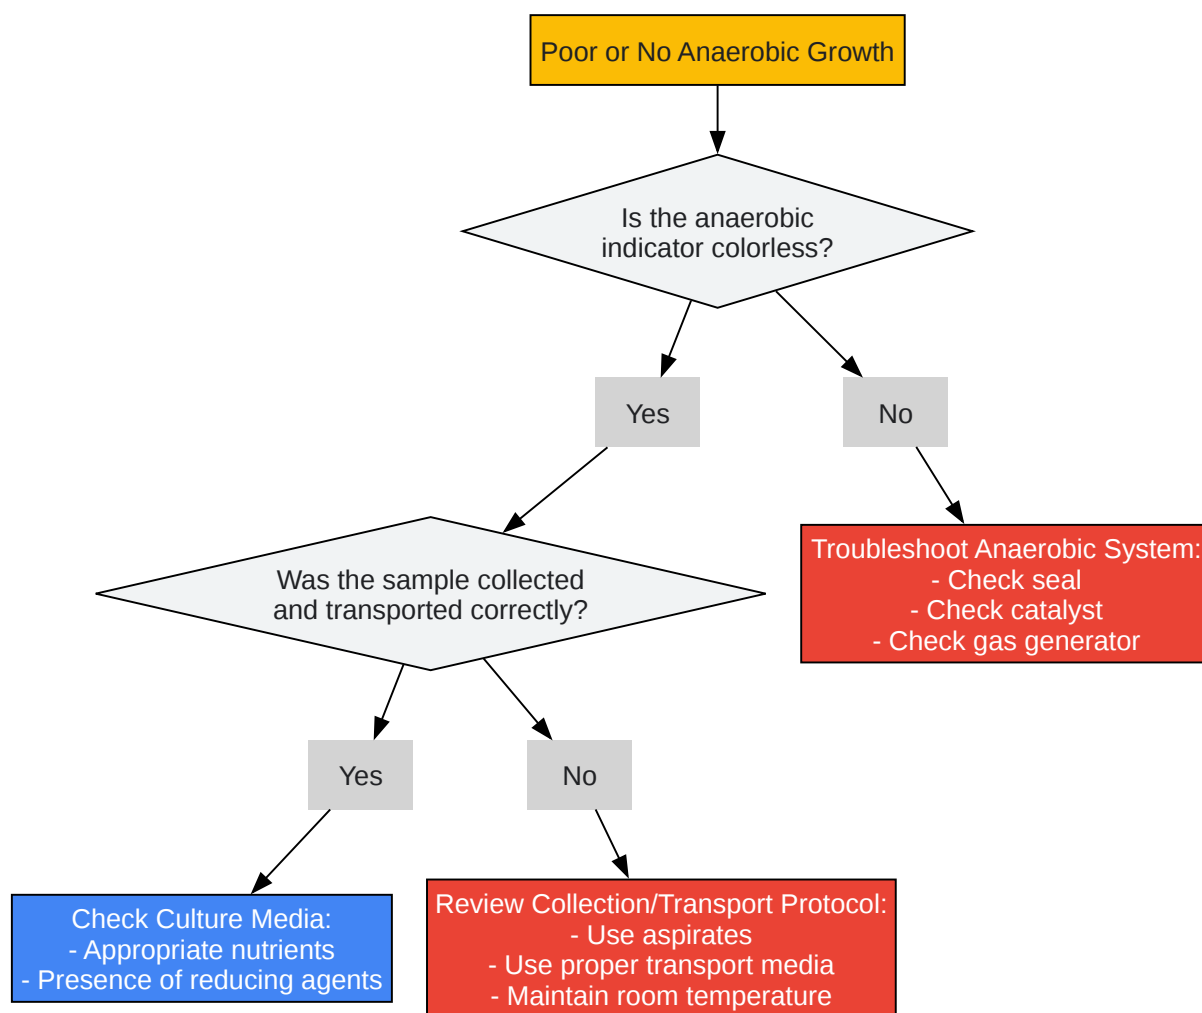 Poor or No Anaerobic Growth
Is the anaerobic
indicator colorless?
Yes
No
Was the sample collected
and transported correctly?
Troubleshoot Anaerobic System:
- Check seal
- Check catalyst
- Check gas generator
Yes
No
Check Culture Media:
- Appropriate nutrients
- Presence of reducing agents
Review Collection/Transport Protocol:
- Use aspirates
- Use proper transport media
- Maintain room temperature